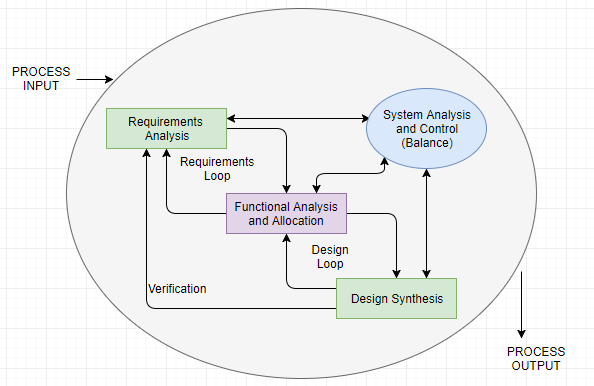 PROCESS
INPUT
Requirements
Analysis
System Analysis
and Control
(Balance)
Requirements
Loop
Functional Analysis
and Allocation
Design
Loop
Verification
Design Synthesis
PROCESS
OUTPUT